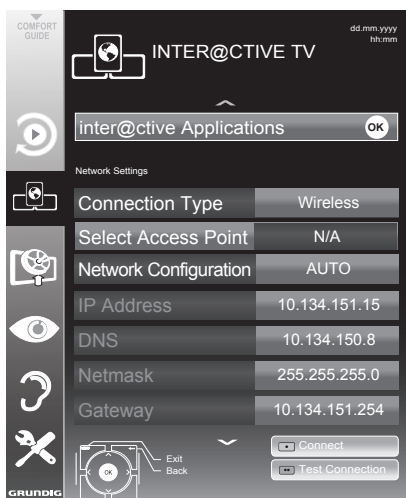 COMFORT
GUIDE
INTER@CTIVE TV
dd.mm.yyyy
hh:mm
inter@ctive Applications OK
Network Settings
Connection Type Wireless
Select Access Point N/A
Network Configuration AUTO
IP Address 10.134.151.15
DNS 10.134.150.8
Netmask 255.255.255.0
Gateway 10.134.151.254
OK
Exit
Back
Connect
Test Connection
GRUNDIG